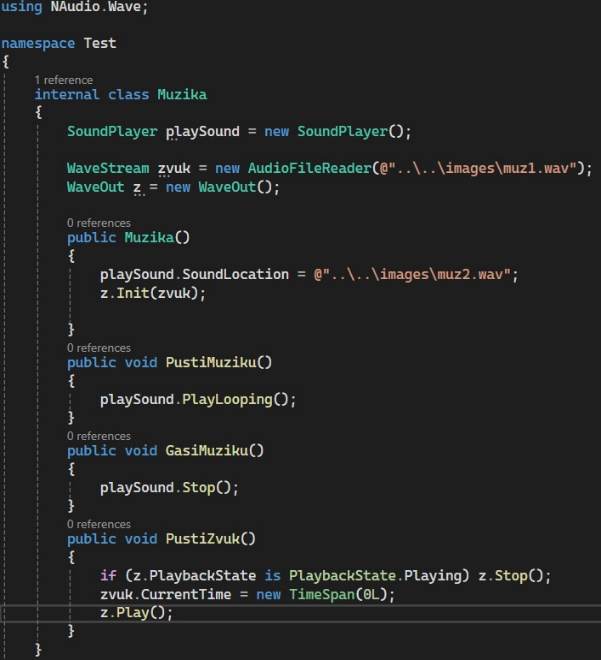 using NAudio.Wave;
namespace Test
{
1 reference
internal class Muzika
{
SoundPlayer playSound = new SoundPlayer();
WaveStream zvuk = new AudioFileReader(@"..\..\images\muz1.wav");
WaveOut z = new WaveOut();
0 references
public Muzika()
{
playSound.SoundLocation = @"..\..\images\muz2.wav";
z.Init(zvuk);
}
0 references
public void PustiMuziku()
{
playSound.PlayLooping();
}
0 references
public void GasiMuziku()
{
playSound.Stop();
}
0 references
public void PustiZvuk()
{
if (z.PlaybackState is PlaybackState.Playing) z.Stop();
zvuk.CurrentTime = new TimeSpan(0L);
z.Play();
}
}